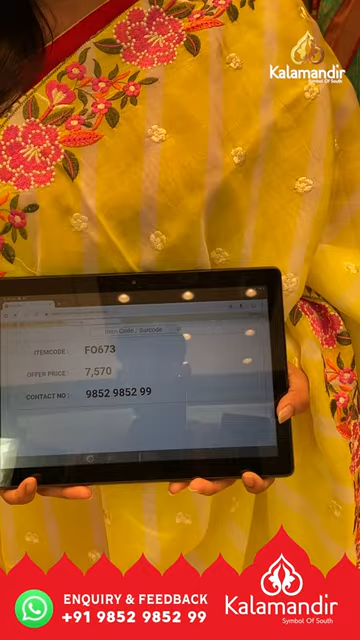 Kalamandir
Symbol Of South
Item Code / Barcode
ITEMCODE : FO673
OFFER PRICE : 7,570
CONTACT NO : 9852 9852 99
ENQUIRY & FEEDBACK
+91 9852 9852 99
Kalamandir
Symbol Of South